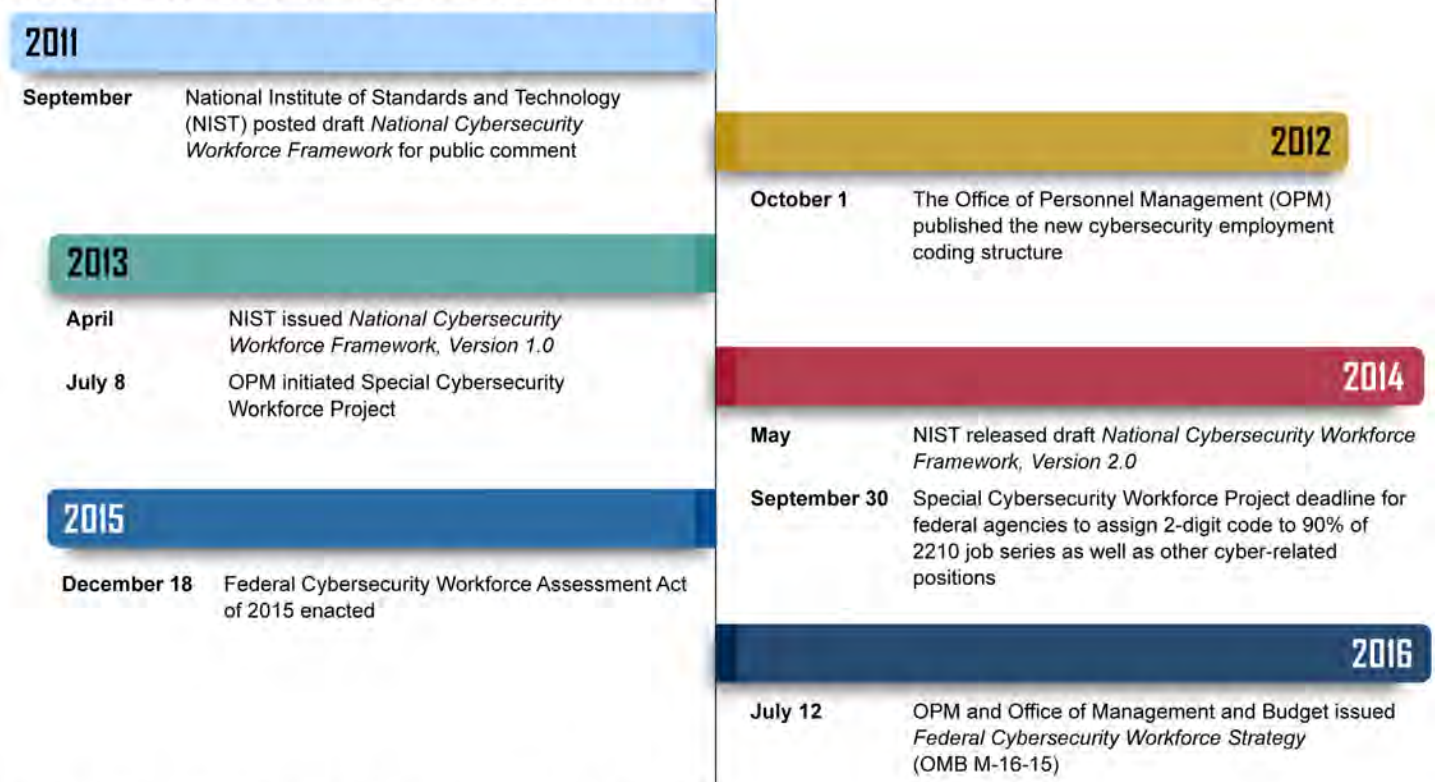 2011
September National Institute of Standards and Technology
(NIST) posted draft National Cybersecurity
Workforce Framework for public comment
2012
October 1 The Office of Personnel Management (OPM)
published the new cybersecurity employment
coding structure
2013
April NIST issued National Cybersecurity
Workforce Framework, Version 1.0
July 8 OPM initiated Special Cybersecurity
Workforce Project
2014
May NIST released draft National Cybersecurity Workforce
Framework, Version 2.0
September 30 Special Cybersecurity Workforce Project deadline for
federal agencies to assign 2-digit code to 90% of
2210 job series as well as other cyber-related
positions
2015
December 18 Federal Cybersecurity Workforce Assessment Act
of 2015 enacted
2016
July 12 OPM and Office of Management and Budget issued
Federal Cybersecurity Workforce Strategy
(OMB M-16-15)